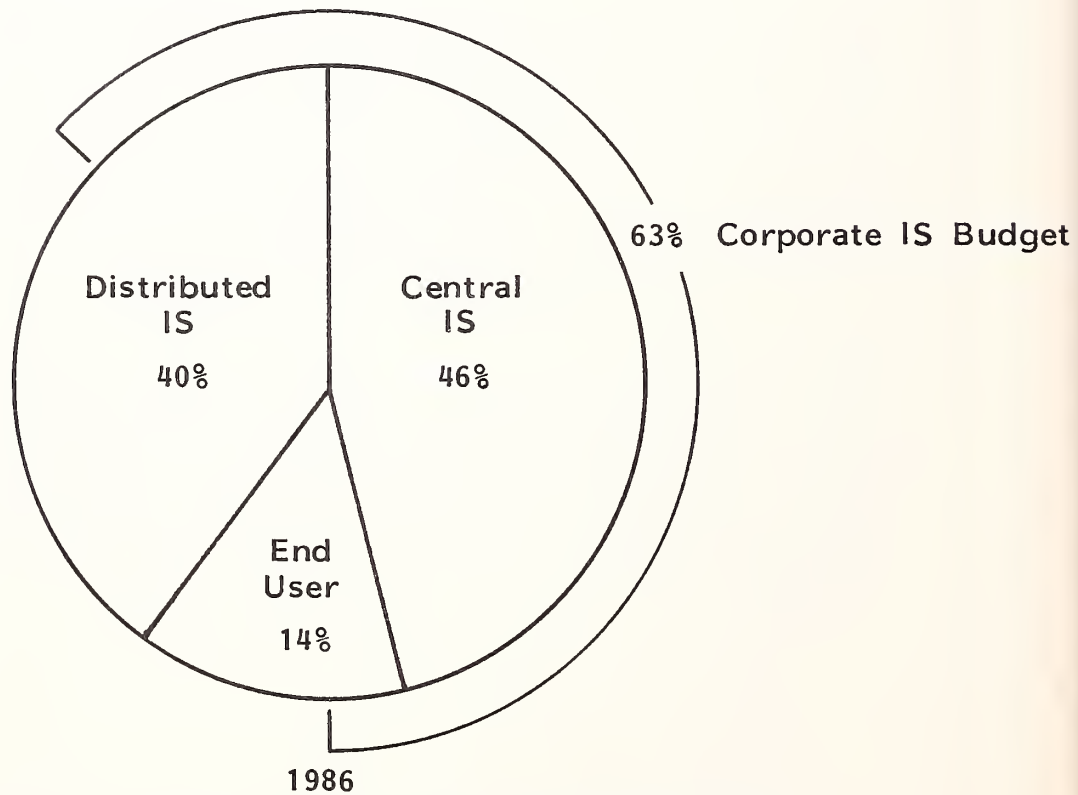 63% Corporate IS Budget
Distributed
IS
40%
Central
IS
46%
End
User
14%
1986